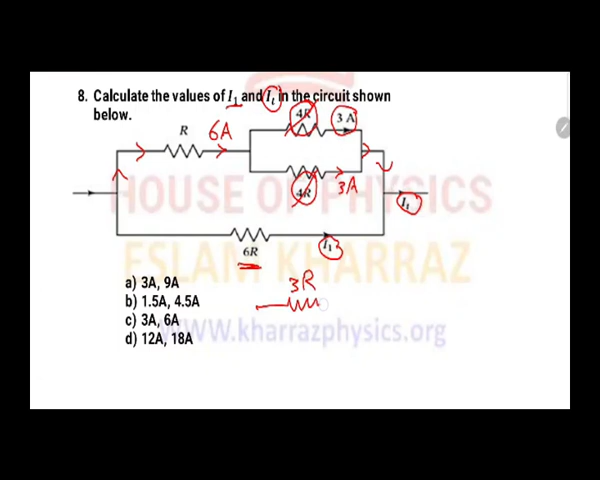 8. Calculate the values of I₁ and Iₜ in the circuit shown
below.
R 6A 4R 3 A
4R 3A
HOUSE OF PHYSICS
Iₜ
6R I₁
ESLAM KHARRAZ
a) 3A, 9A
3R
b) 1.5A, 4.5A
c) 3A, 6A
www.kharrazphysics.org
d) 12A, 18A